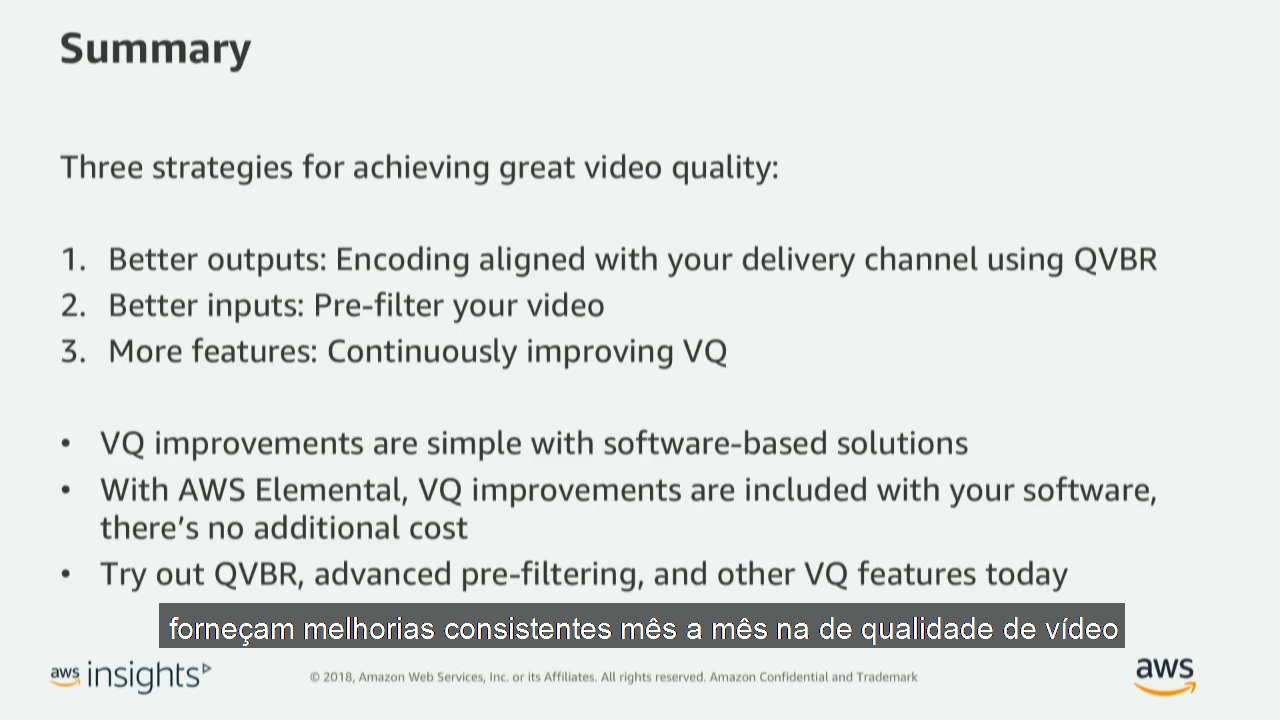 Summary
Three strategies for achieving great video quality:
1. Better outputs: Encoding aligned with your delivery channel using QVBR
2. Better inputs: Pre-filter your video
3. More features: Continuously improving VQ
• VQ improvements are simple with software-based solutions
• With AWS Elemental, VQ improvements are included with your software,
there's no additional cost
• Try out QVBR, advanced pre-filtering, and other VQ features today
forneçam melhorias consistentes mês a mês na de qualidade de vídeo
aws insights
© 2018, Amazon Web Services, Inc. or its Affiliates. All rights reserved. Amazon Confidential and Trademark
aws